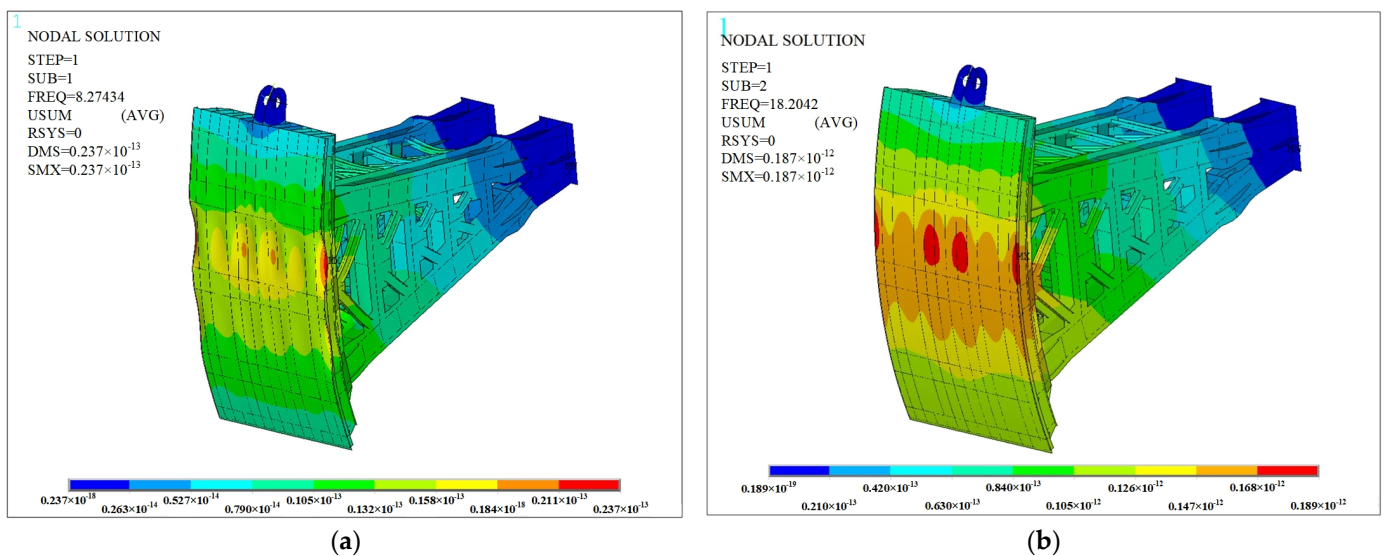 1
NODAL SOLUTION
STEP=1
SUB=1
FREQ=8.27434
USUM (AVG)
RSYS=0
DMS=0.237×10⁻¹³
SMX=0.237×10⁻¹³
MX
0.237×10⁻¹⁸ 0.527×10⁻¹⁴ 0.105×10⁻¹³ 0.158×10⁻¹³ 0.211×10⁻¹³
0.263×10⁻¹⁴ 0.790×10⁻¹⁴ 0.132×10⁻¹³ 0.184×10⁻¹⁸ 0.237×10⁻¹³
(a)
1
NODAL SOLUTION
STEP=1
SUB=2
FREQ=18.2042
USUM (AVG)
RSYS=0
DMS=0.187×10⁻¹²
SMX=0.187×10⁻¹²
MX
0.189×10⁻¹⁹ 0.420×10⁻¹³ 0.840×10⁻¹³ 0.126×10⁻¹² 0.168×10⁻¹²
0.210×10⁻¹³ 0.630×10⁻¹³ 0.105×10⁻¹² 0.147×10⁻¹² 0.189×10⁻¹²
(b)